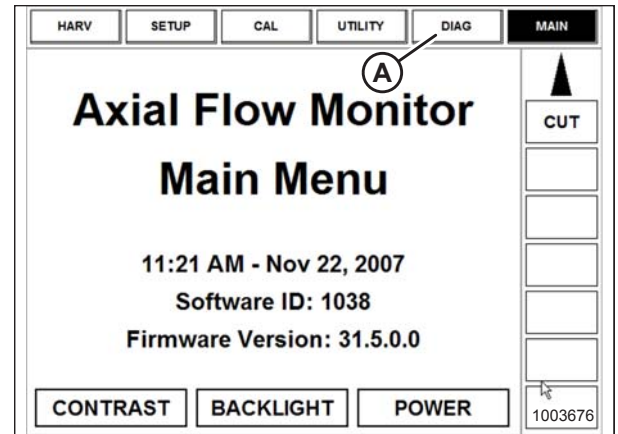 HARV SETUP CAL UTILITY DIAG MAIN
A
CUT
Axial Flow Monitor
Main Menu
11:21 AM - Nov 22, 2007
Software ID: 1038
Firmware Version: 31.5.0.0
CONTRAST BACKLIGHT POWER
1003676